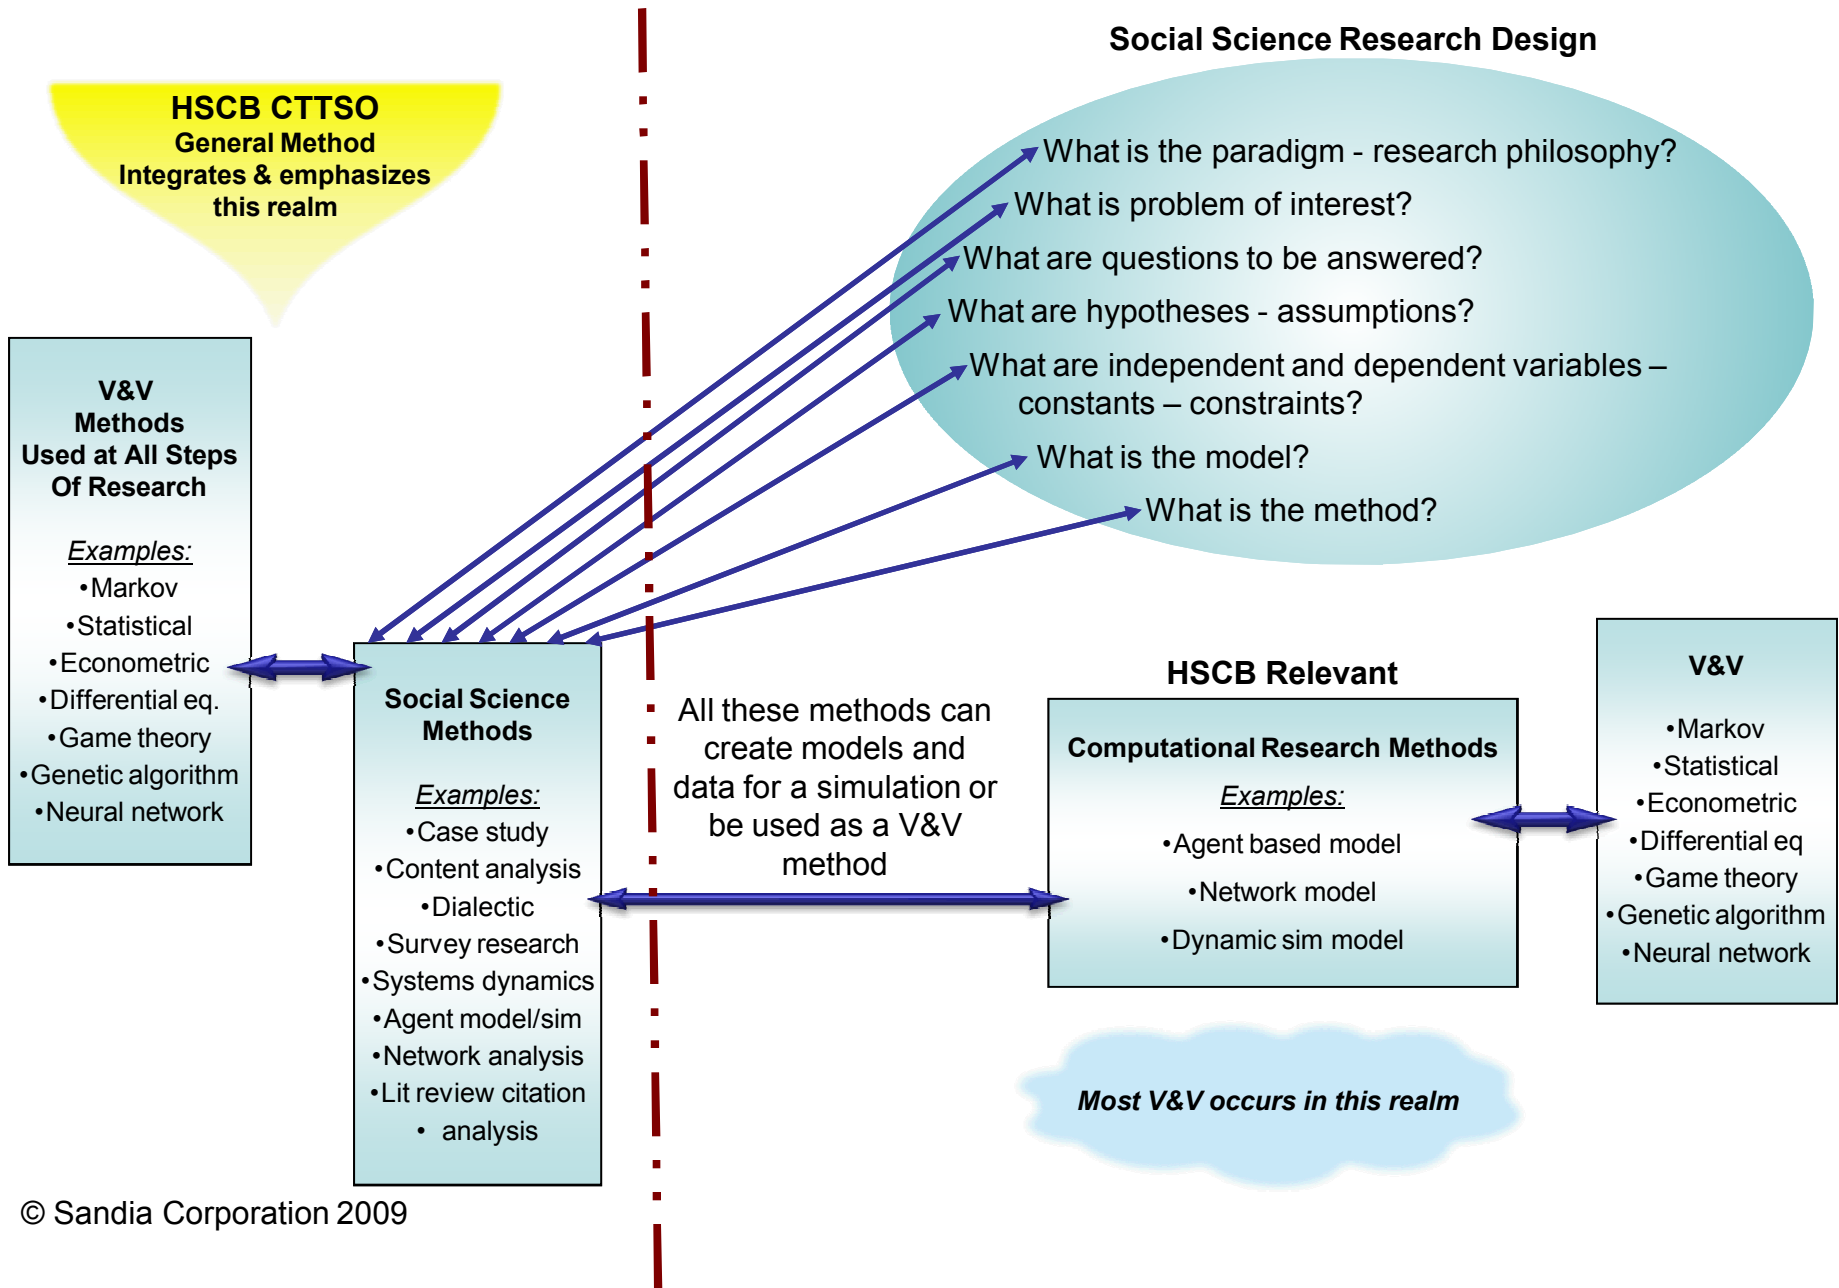 Social Science Research Design
HSCB CTTSO
General Method
Integrates & emphasizes
this realm
What is the paradigm - research philosophy?
What is problem of interest?
What are questions to be answered?
What are hypotheses - assumptions?
What are independent and dependent variables –
constants – constraints?
What is the model?
What is the method?
V&V
Methods
Used at All Steps
Of Research
Examples:
•Markov
•Statistical
•Econometric
•Differential eq.
•Game theory
•Genetic algorithm
•Neural network
Social Science
Methods
Examples:
•Case study
•Content analysis
•Dialectic
•Survey research
•Systems dynamics
•Agent model/sim
•Network analysis
•Lit review citation
• analysis
All these methods can
create models and
data for a simulation or
be used as a V&V
method
HSCB Relevant
Computational Research Methods
Examples:
•Agent based model
•Network model
•Dynamic sim model
V&V
•Markov
•Statistical
•Econometric
•Differential eq
•Game theory
•Genetic algorithm
•Neural network
Most V&V occurs in this realm
© Sandia Corporation 2009